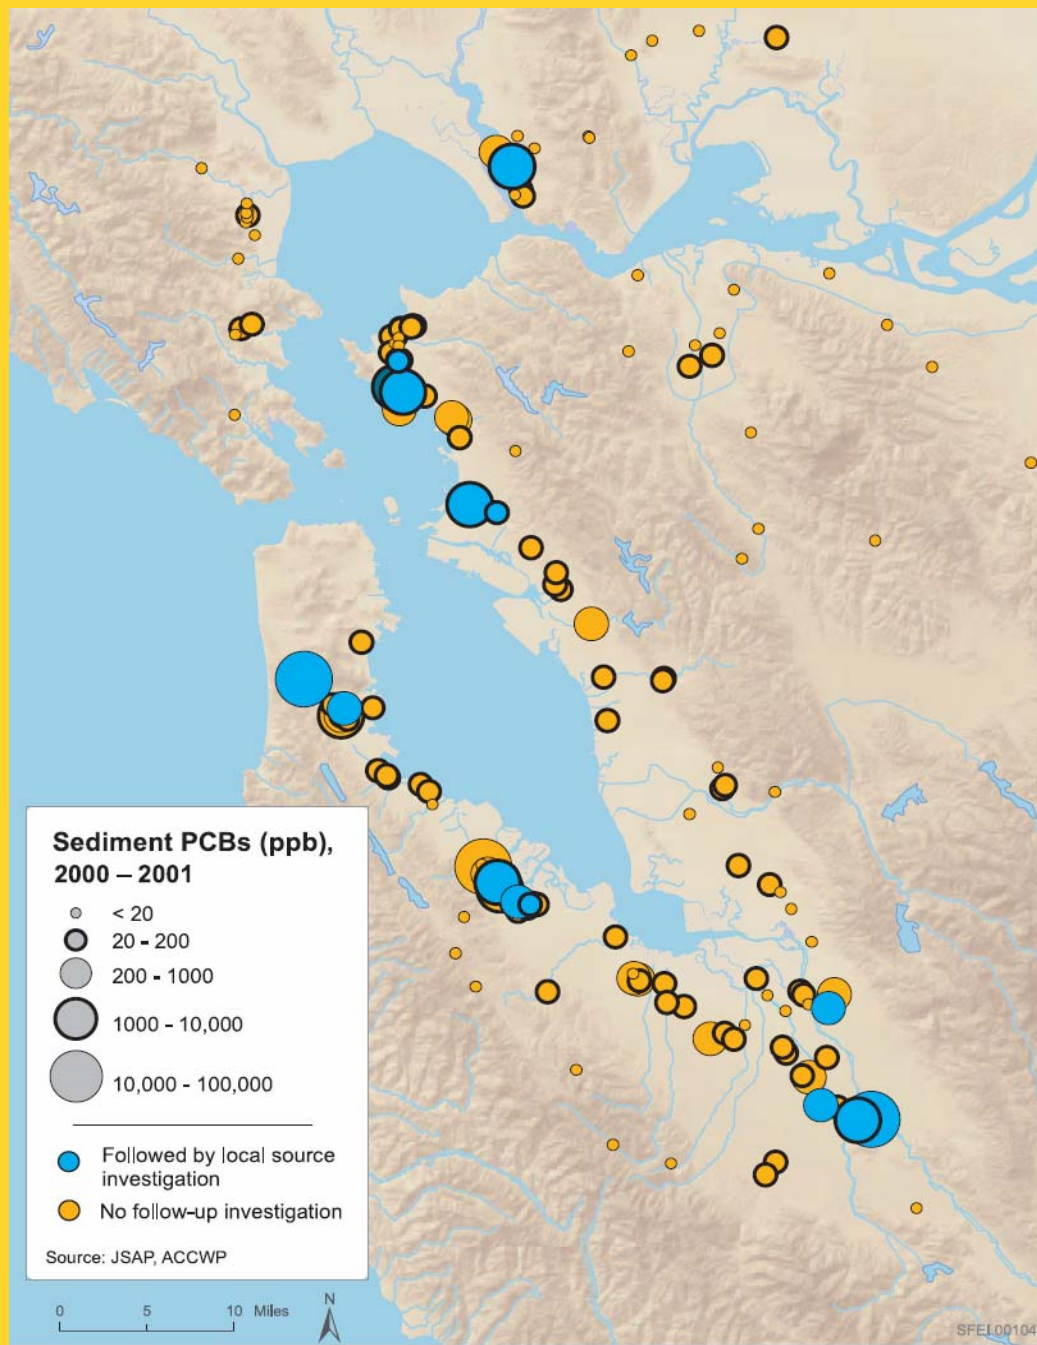 Sediment PCBs (ppb),
2000 – 2001
< 20
20 - 200
200 - 1000
1000 - 10,000
10,000 - 100,000
Followed by local source
investigation
No follow-up investigation
Source: JSAP, ACCWP
0 5 10 Miles
N
SFEI 00104